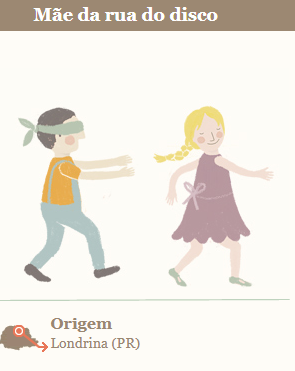 Mãe da rua do disco
Origem
Londrina (PR)